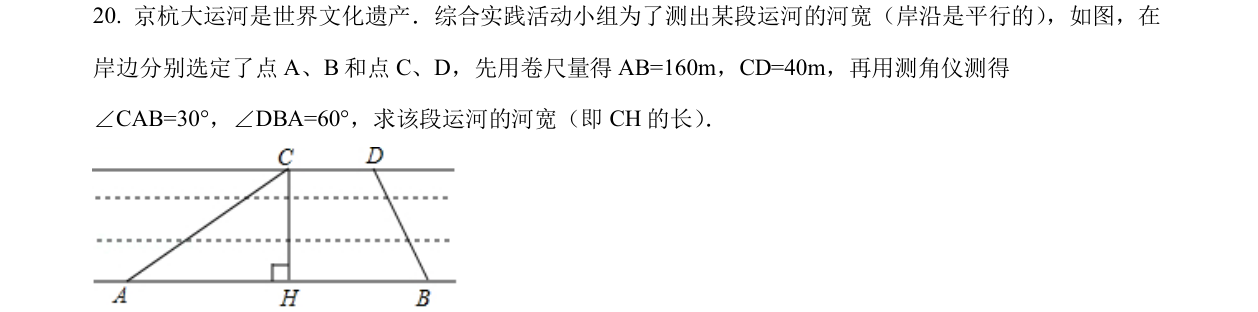 20. 京杭大运河是世界文化遗产．综合实践活动小组为了测出某段运河的河宽（岸沿是平行的），如图，在
岸边分别选定了点 A、B 和点 C、D，先用卷尺量得 AB=160m，CD=40m，再用测角仪测得
∠CAB=30°，∠DBA=60°，求该段运河的河宽（即 CH 的长）．
C D
A H B